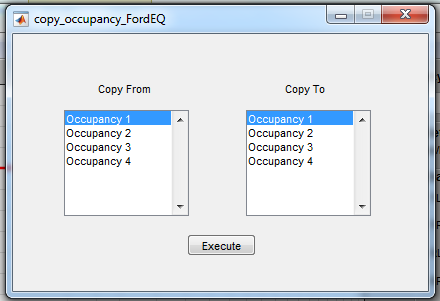 copy_occupancy_FordEQ
Copy From
Copy To
Occupancy 1
Occupancy 2
Occupancy 3
Occupancy 4
Occupancy 1
Occupancy 2
Occupancy 3
Occupancy 4
Execute